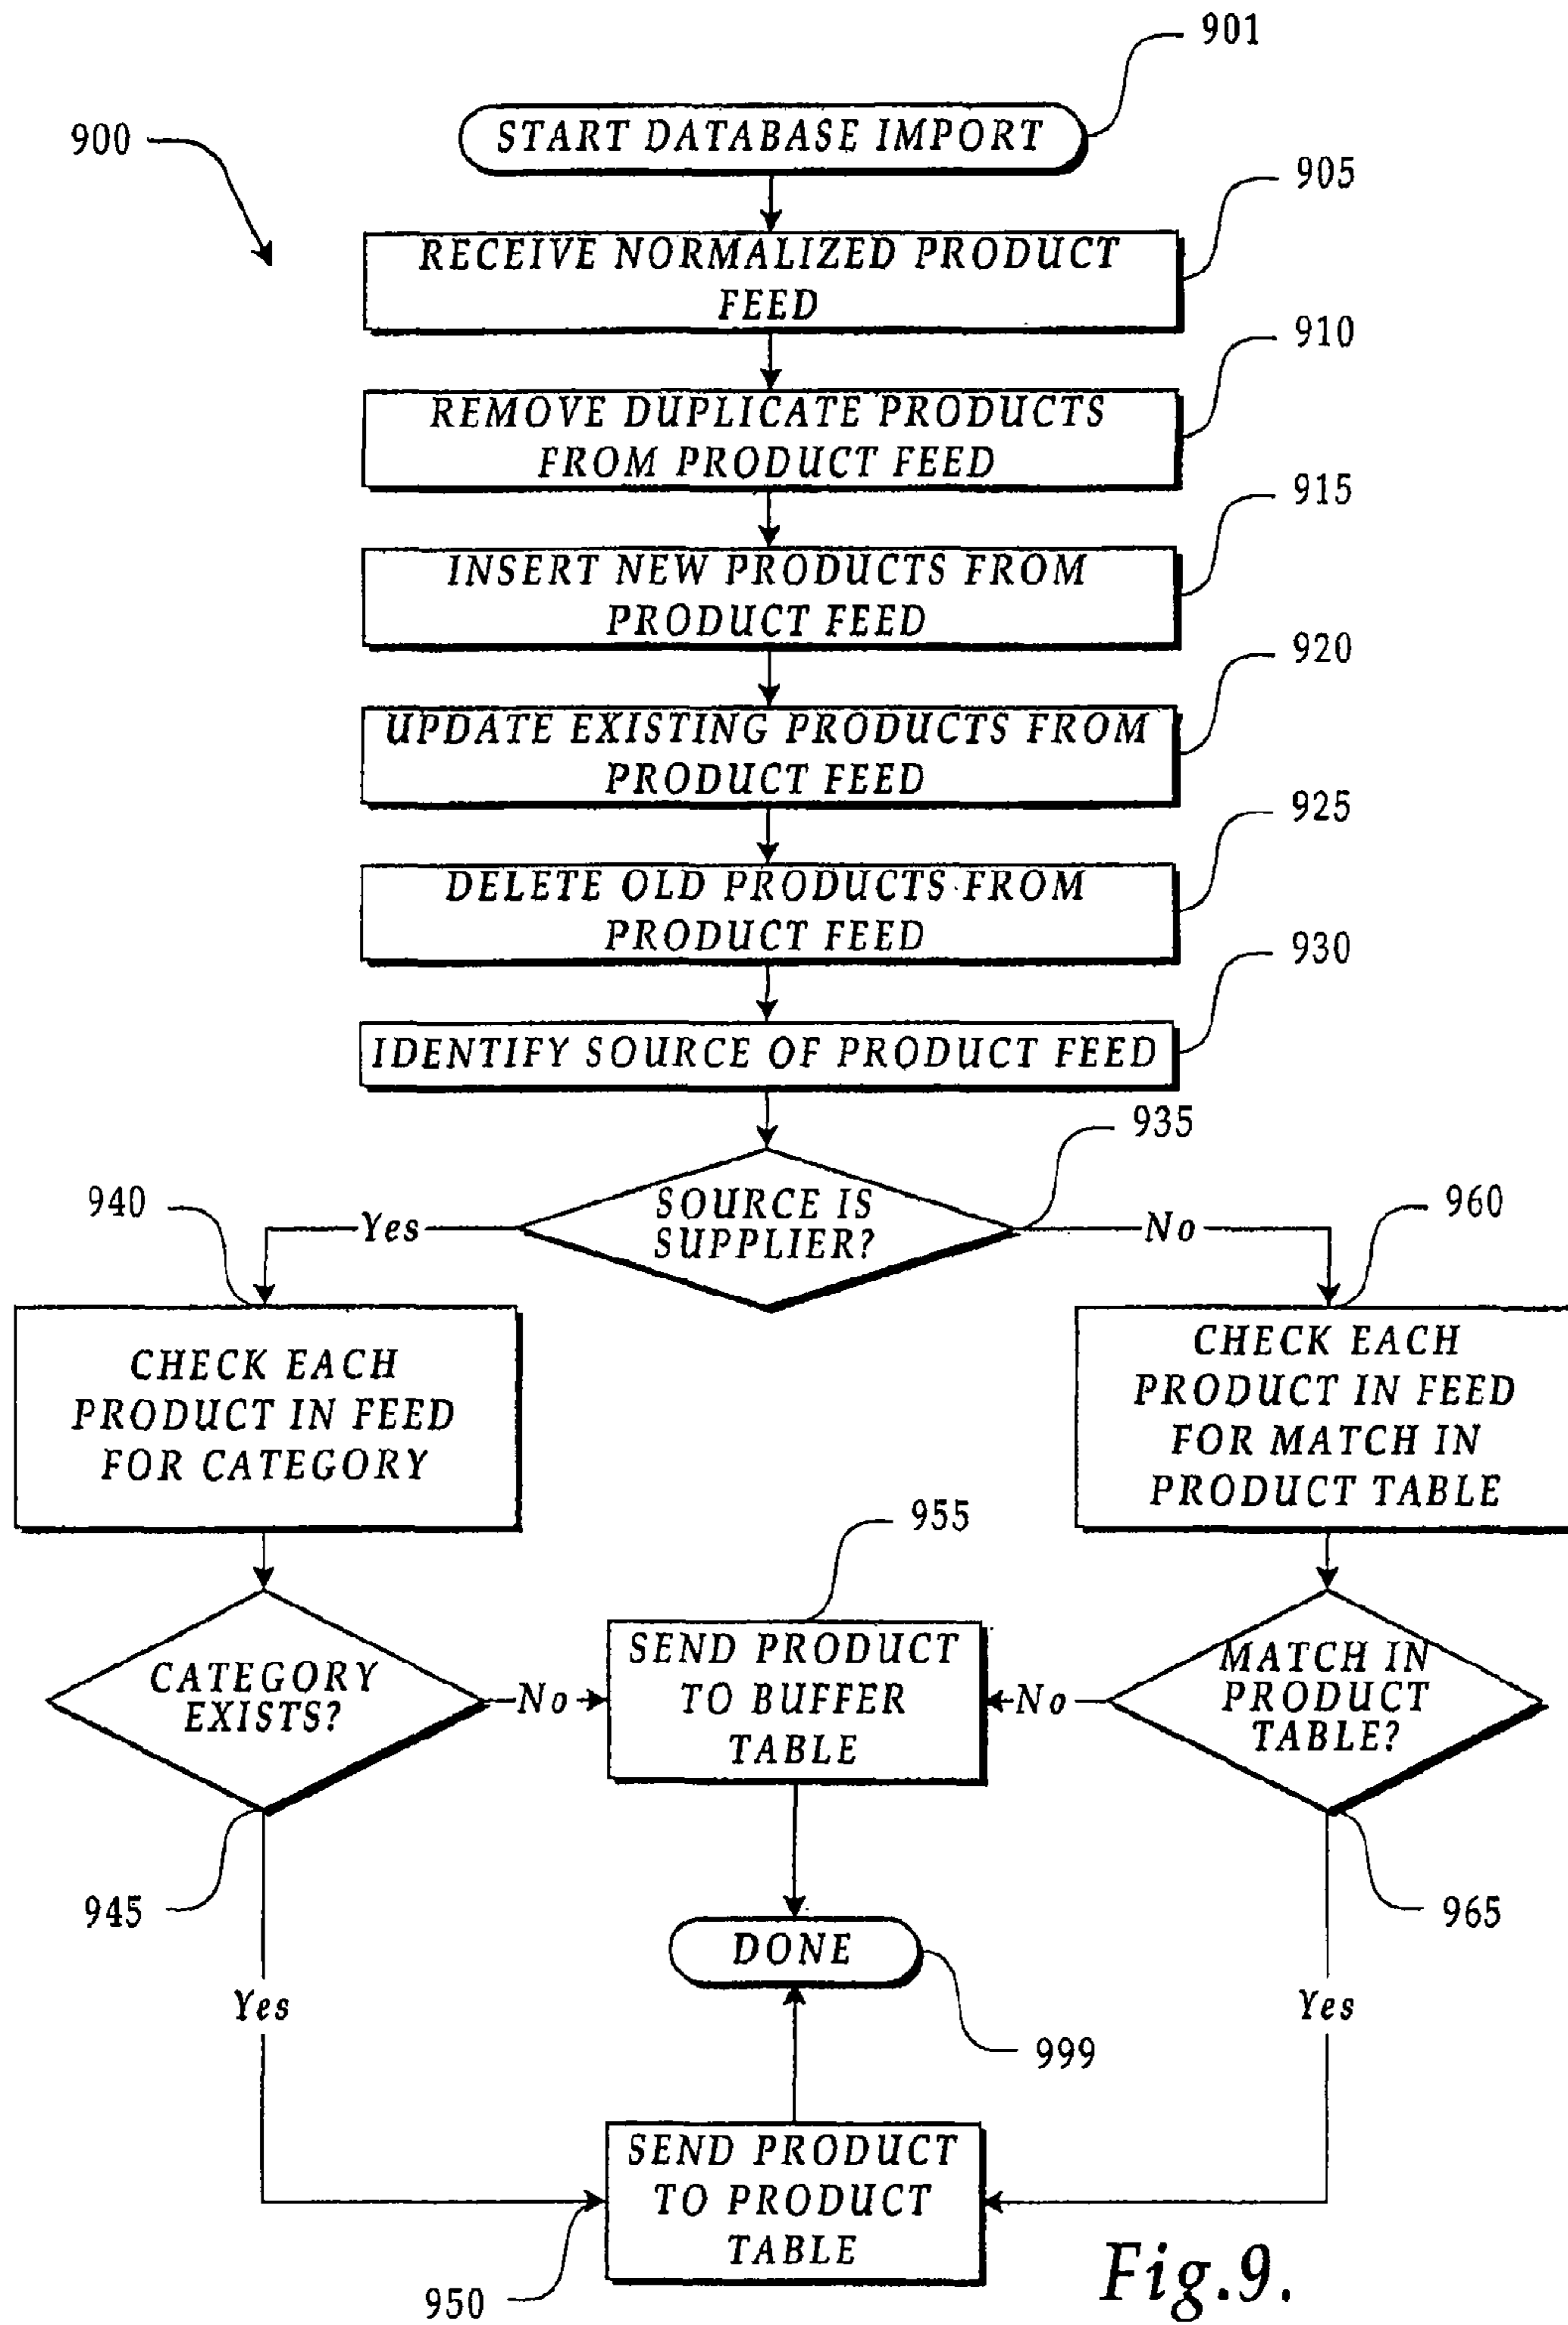 901
900
START DATABASE IMPORT
905
RECEIVE NORMALIZED PRODUCT
FEED
910
REMOVE DUPLICATE PRODUCTS
FROM PRODUCT FEED
915
INSERT NEW PRODUCTS FROM
PRODUCT FEED
920
UPDATE EXISTING PRODUCTS FROM
PRODUCT FEED
925
DELETE OLD PRODUCTS FROM
PRODUCT FEED
930
IDENTIFY SOURCE OF PRODUCT FEED
935
SOURCE IS
SUPPLIER?
Yes
No
940
960
CHECK EACH
PRODUCT IN FEED
FOR CATEGORY
CHECK EACH
PRODUCT IN FEED
FOR MATCH IN
PRODUCT TABLE
955
CATEGORY
EXISTS?
No
SEND PRODUCT
TO BUFFER
TABLE
No
MATCH IN
PRODUCT
TABLE?
945
965
DONE
999
Yes
Yes
SEND PRODUCT
TO PRODUCT
TABLE
950
Fig.9.